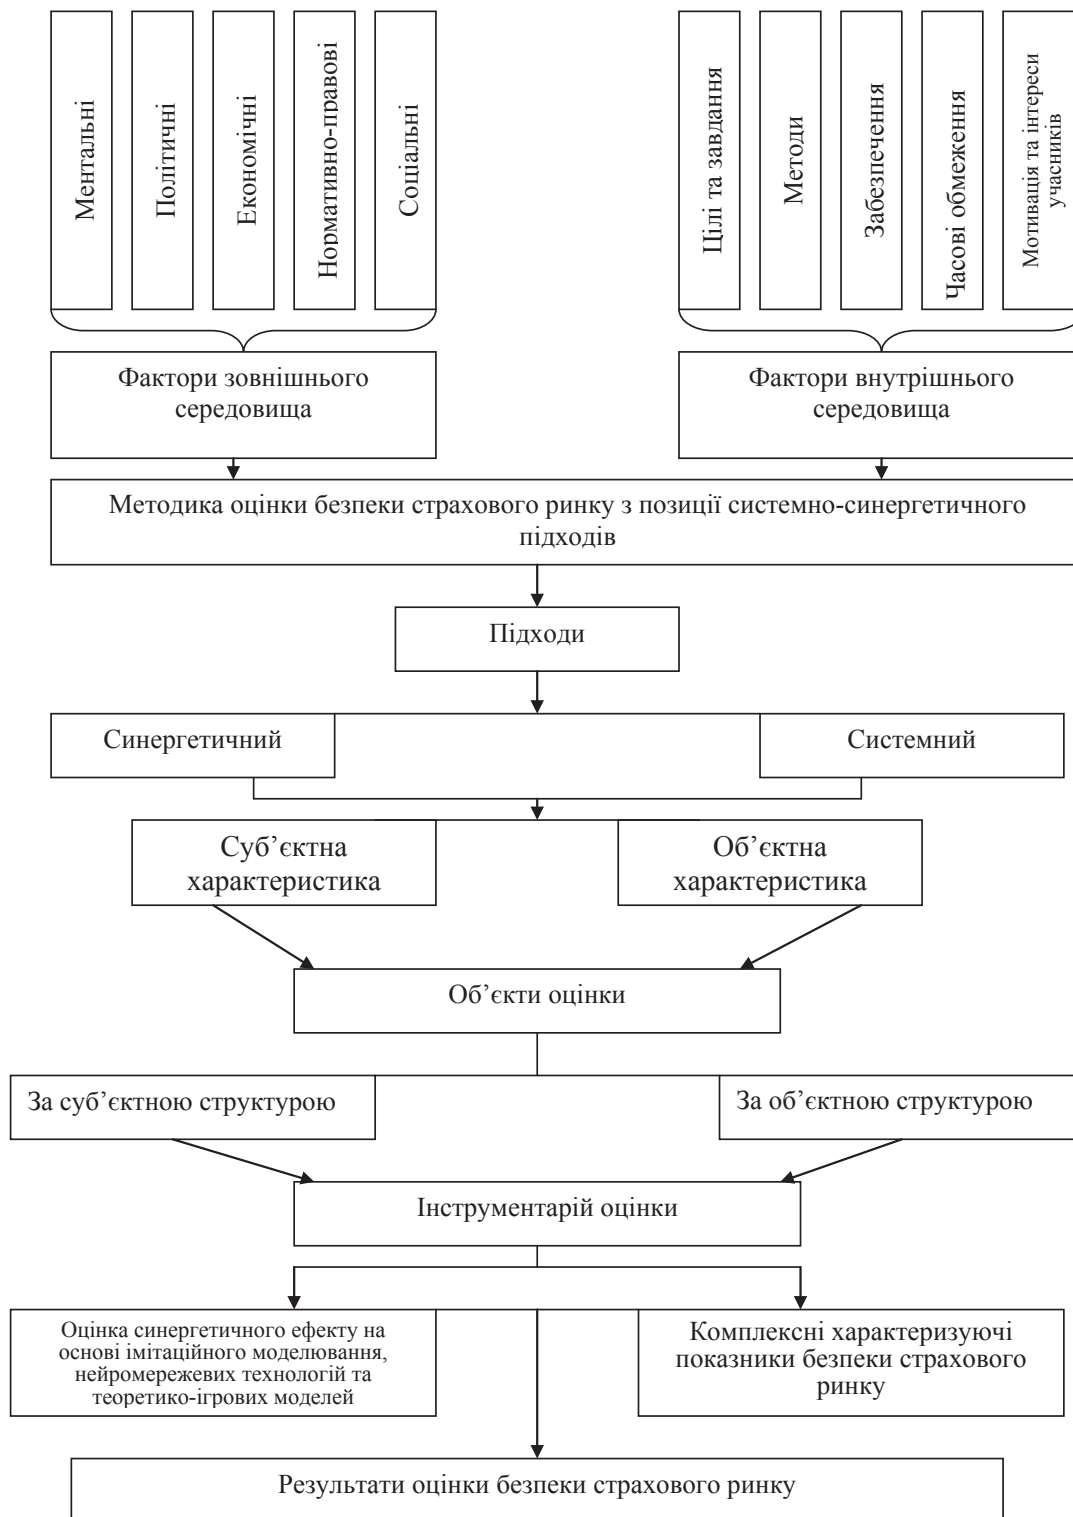 Ментальні
Політичні
Економічні
Нормативно-правові
Соціальні
Цілі та завдання
Методи
Забезпечення
Часові обмеження
Мотивація та інтереси
учасників
Фактори зовнішнього
середовища
Фактори внутрішнього
середовища
Методика оцінки безпеки страхового ринку з позиції системно-синергетичного
підходів
Підходи
Синергетичний
Системний
Суб’єктна
характеристика
Об’єктна
характеристика
Об’єкти оцінки
За суб’єктною структурою
За об’єктною структурою
Інструментарій оцінки
Оцінка синергетичного ефекту на
основі імітаційного моделювання,
нейромережевих технологій та
теоретико-ігрових моделей
Комплексні характеризуючі
показники безпеки страхового
ринку
Результати оцінки безпеки страхового ринку